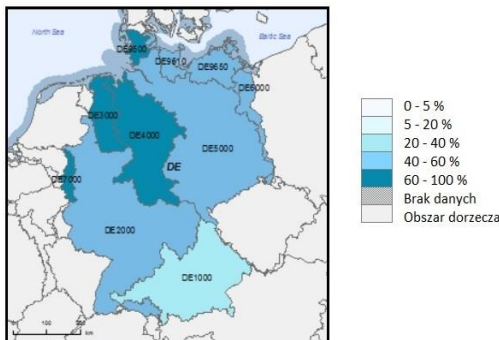 North Sea
Baltic Sea
DE9500
DE9610
DE9650
DE6000
DE3000
DE4000
DE
DE5000
DE7000
DE2000
DE1000
0 100
km
0 - 5 %
5 - 20 %
20 - 40 %
40 - 60 %
60 - 100 %
Brak danych
Obszar dorzecza